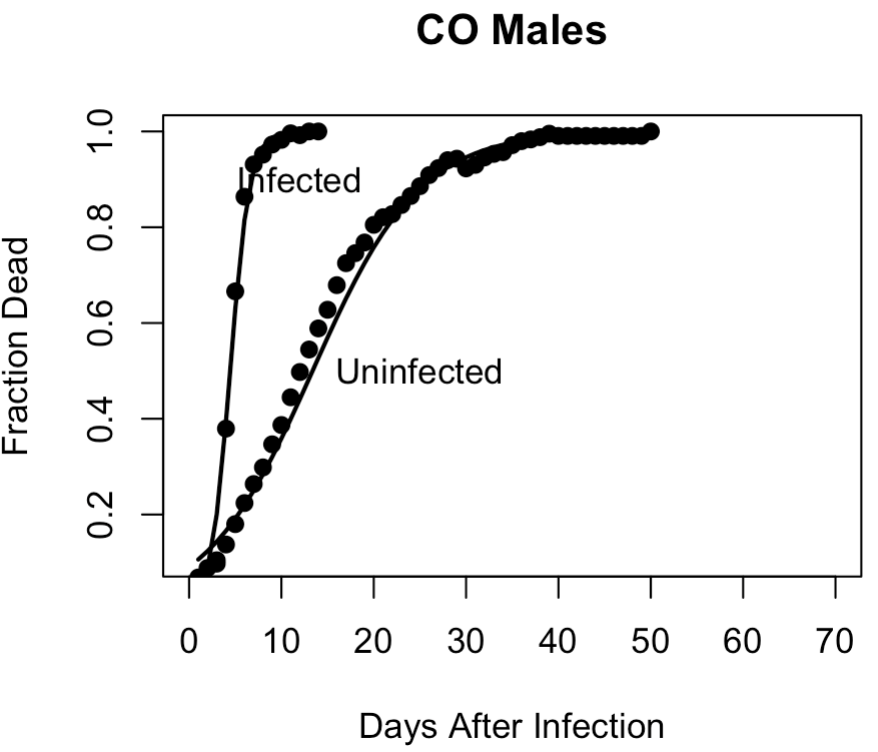 CO Males
Fraction Dead
1.0
0.8
0.6
0.4
0.2
Infected
Uninfected
0 10 20 30 40 50 60 70
Days After Infection